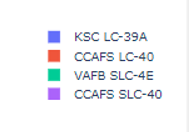 KSC LC-39A
CCAFS LC-40
VAFB SLC-4E
CCAFS SLC-40